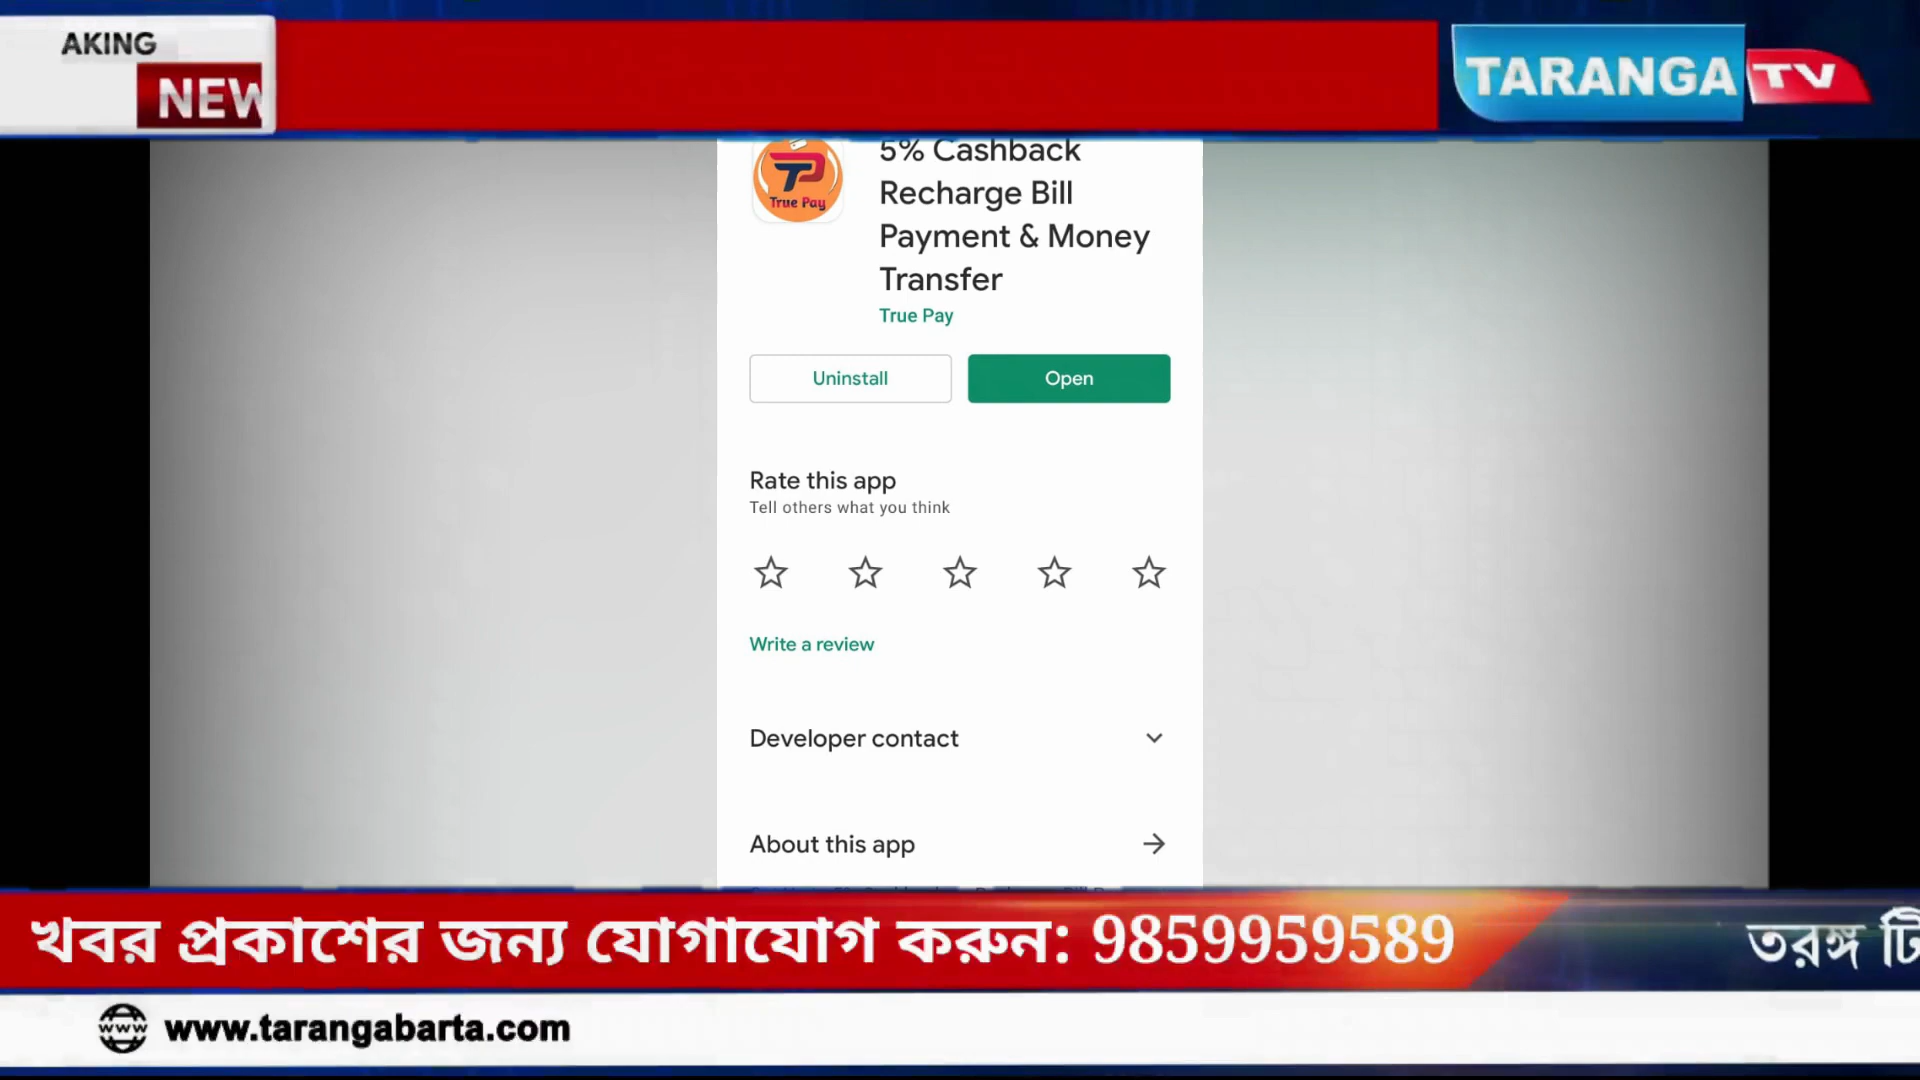 AKING
NEW
TARANGA TV
True Pay
5% Cashback
Recharge Bill
Payment & Money
Transfer
True Pay
Uninstall
Open
Rate this app
Tell others what you think
Write a review
Developer contact
About this app
খবর প্রকাশের জন্য যোগাযোগ করুন: 9859959589
তরঙ্গ টি
www.tarangabarta.com